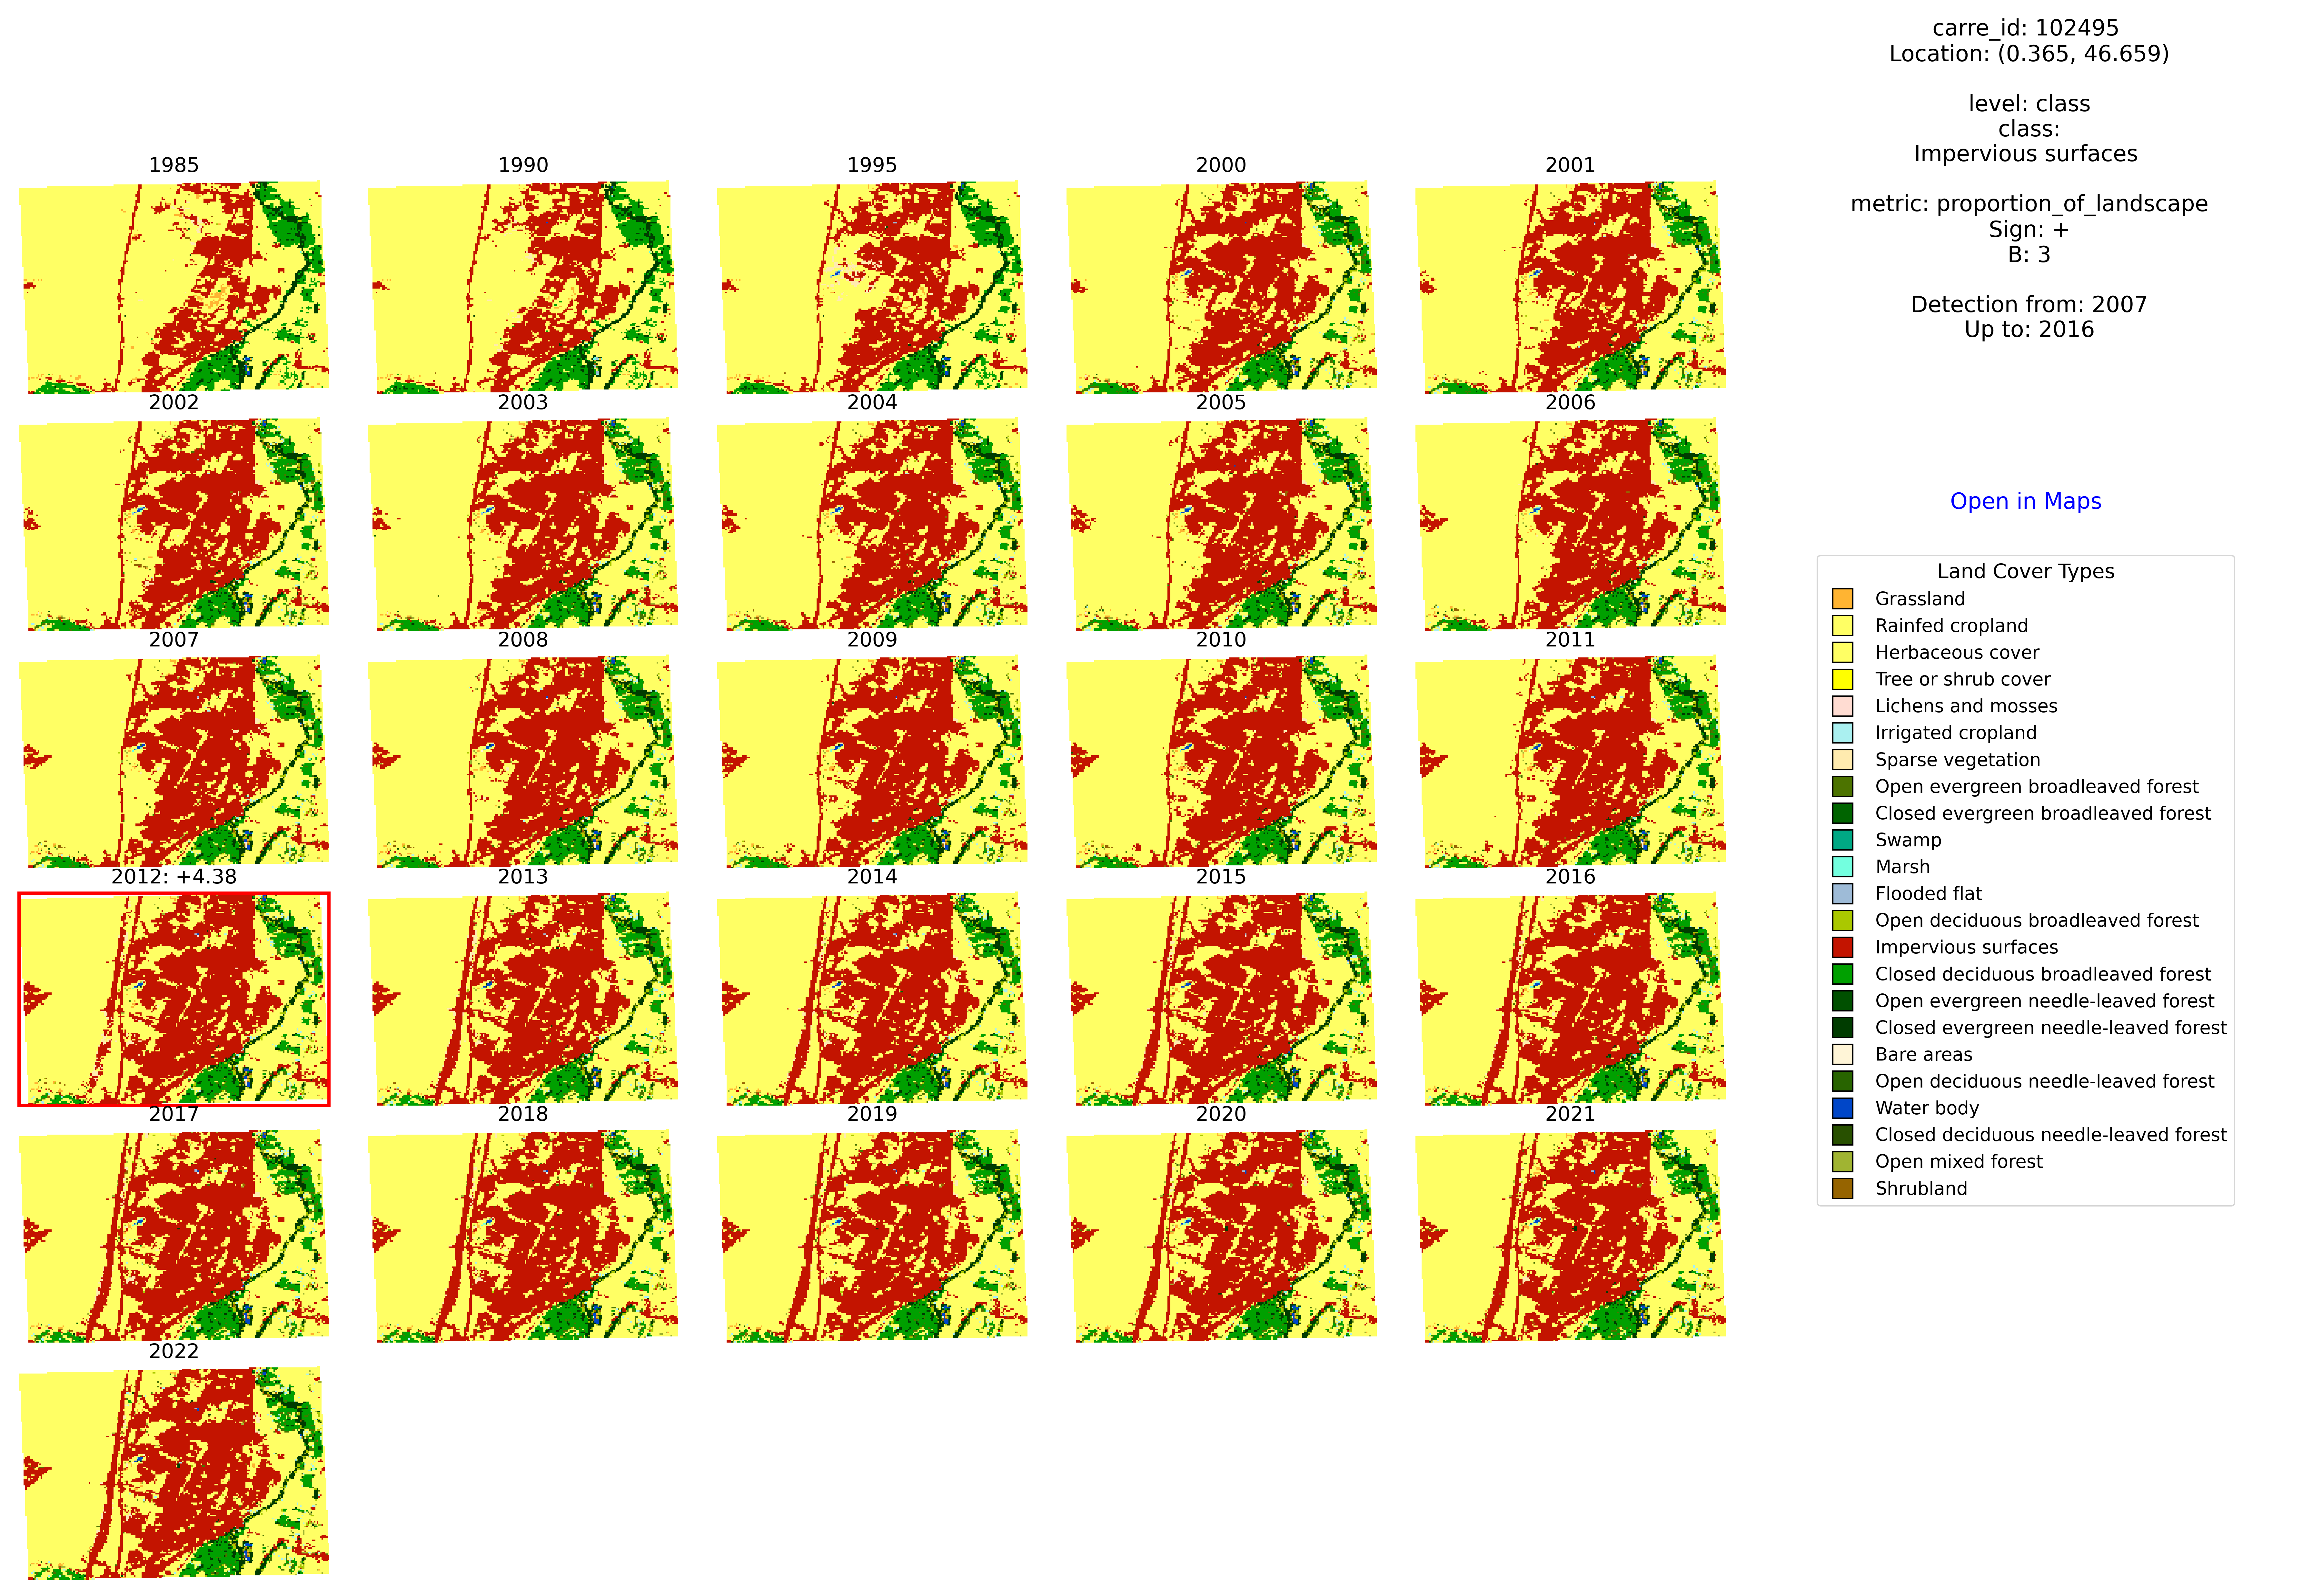 carre_id: 102495
Location: (0.365, 46.659)
level: class
class:
Impervious surfaces
metric: proportion_of_landscape
Sign: +
B: 3
Detection from: 2007
Up to: 2016
1985
1990
1995
2000
2001
2002
2003
2004
2005
2006
2007
2008
2009
2010
2011
2012: +4.38
2013
2014
2015
2016
2017
2018
2019
2020
2021
2022
Open in Maps
Land Cover Types
Grassland
Rainfed cropland
Herbaceous cover
Tree or shrub cover
Lichens and mosses
Irrigated cropland
Sparse vegetation
Open evergreen broadleaved forest
Closed evergreen broadleaved forest
Swamp
Marsh
Flooded flat
Open deciduous broadleaved forest
Impervious surfaces
Closed deciduous broadleaved forest
Open evergreen needle-leaved forest
Closed evergreen needle-leaved forest
Bare areas
Open deciduous needle-leaved forest
Water body
Closed deciduous needle-leaved forest
Open mixed forest
Shrubland